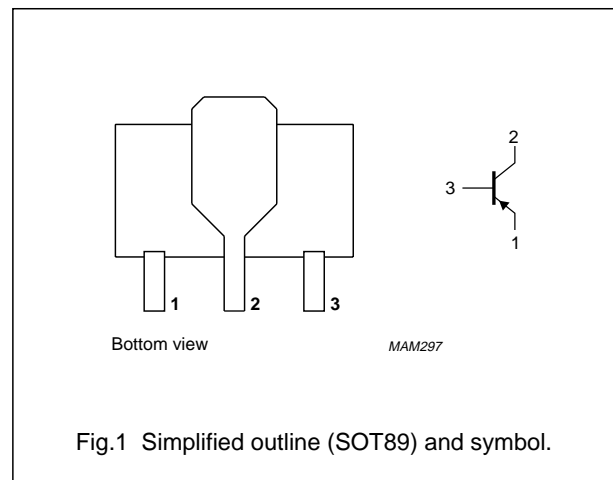 2
3
1
1 2 3
Bottom view MAM297
Fig.1 Simplified outline (SOT89) and symbol.